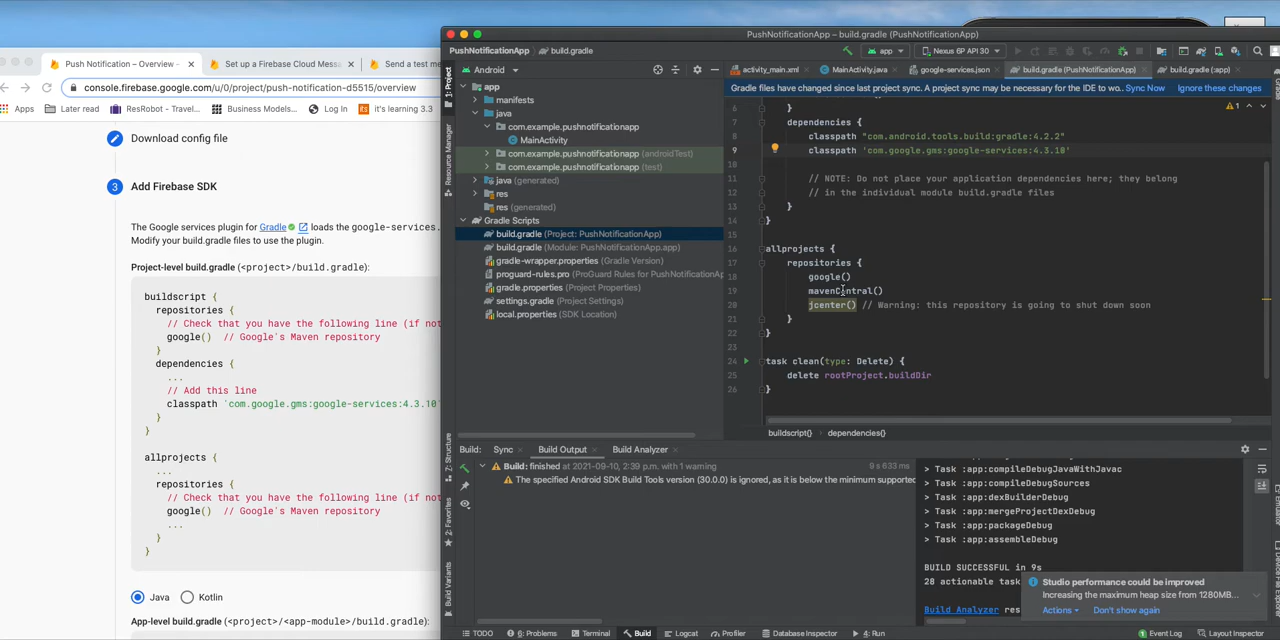 PushNotificationApp – build.gradle (PushNotificationApp)
PushNotificationApp build.gradle
app
Nexus 6P API 30
Push Notification – Overview –
Set up a Firebase Cloud Messa
Send a test me
console.firebase.google.com/u/0/project/push-notification-d5515/overview
Apps
Later read
ResRobot - Travel...
Business Models...
Log In
it's learning 3.3
Download config file
3 Add Firebase SDK
The Google services plugin for Gradle loads the google-services.
Modify your build.gradle files to use the plugin.
Project-level build.gradle (<project>/build.gradle):
buildscript {
repositories {
// Check that you have the following line (if not
google() // Google's Maven repository
}
dependencies {
...
// Add this line
classpath 'com.google.gms:google-services:4.3.10'
}
}
allprojects {
...
repositories {
// Check that you have the following line (if not
google() // Google's Maven repository
...
}
}
Java Kotlin
App-level build.gradle (<project>/<app-module>/build.gradle):
1: Project
Resource Manager
Z: Structure
2: Favorites
Build Variants
Android
app
manifests
java
com.example.pushnotificationapp
MainActivity
com.example.pushnotificationapp (androidTest)
com.example.pushnotificationapp (test)
java (generated)
res
res (generated)
Gradle Scripts
build.gradle (Project: PushNotificationApp)
build.gradle (Module: PushNotificationApp.app)
gradle-wrapper.properties (Gradle Version)
proguard-rules.pro (ProGuard Rules for PushNotificationAp
gradle.properties (Project Properties)
settings.gradle (Project Settings)
local.properties (SDK Location)
activity_main.xml
MainActivity.java
google-services.json
build.gradle (PushNotificationApp)
build.gradle (:app)
Gradle files have changed since last project sync. A project sync may be necessary for the IDE to wo... Sync Now Ignore these changes
1
6 }
7 dependencies {
8 classpath "com.android.tools.build:gradle:4.2.2"
9 classpath 'com.google.gms:google-services:4.3.10'
10
11 // NOTE: Do not place your application dependencies here; they belong
12 // in the individual module build.gradle files
13 }
14 }
15
16 allprojects {
17 repositories {
18 google()
19 mavenCentral()
20 jcenter() // Warning: this repository is going to shut down soon
21 }
22 }
23
24 task clean(type: Delete) {
25 delete rootProject.buildDir
26 }
buildscript{} dependencies{}
Build: Sync Build Output Build Analyzer
Build: finished at 2021-09-10, 2:39 p.m. with 1 warning 9 s 633 ms
The specified Android SDK Build Tools version (30.0.0) is ignored, as it is below the minimum supported
> Task :app:compileDebugJavaWithJavac
> Task :app:compileDebugSources
> Task :app:dexBuilderDebug
> Task :app:mergeProjectDexDebug
> Task :app:packageDebug
> Task :app:assembleDebug
BUILD SUCCESSFUL in 9s
28 actionable task
Build Analyzer res
Studio performance could be improved
Increasing the maximum heap size from 1280MB...
Actions Don't show again
Gradle
Emulator
TODO
6: Problems
Terminal
Build
Logcat
Profiler
Database Inspector
4: Run
1 Event Log
Layout Inspector